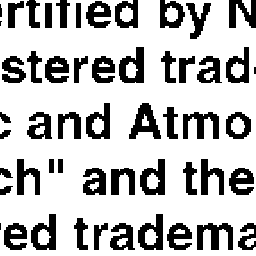 ertified by N
stered trad-
c and Atmo
ch" and the
ed tradema